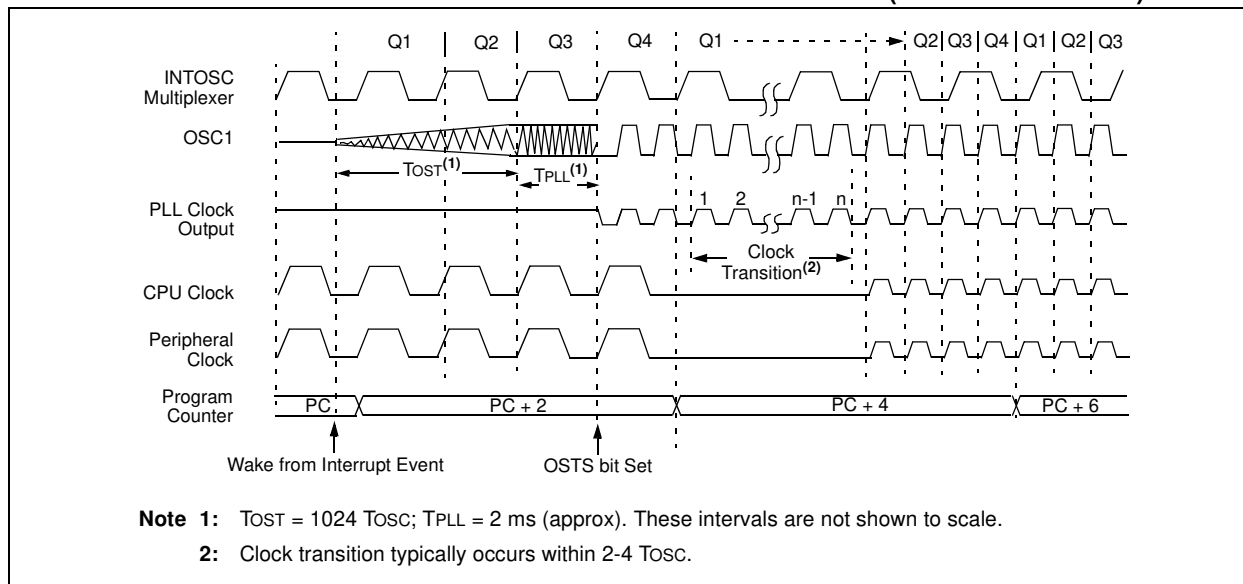 Q1 Q2 Q3 Q4 Q1 Q2 Q3 Q4 Q1 Q2 Q3
INTOSC
Multiplexer
OSC1
TOST(1) TPLL(1)
1 2 n-1 n
PLL Clock
Output
Clock
Transition(2)
CPU Clock
Peripheral
Clock
Program
Counter
PC PC + 2 PC + 4 PC + 6
Wake from Interrupt Event OSTS bit Set
Note 1: TOST = 1024 TOSC; TPLL = 2 ms (approx). These intervals are not shown to scale.
2: Clock transition typically occurs within 2-4 TOSC.